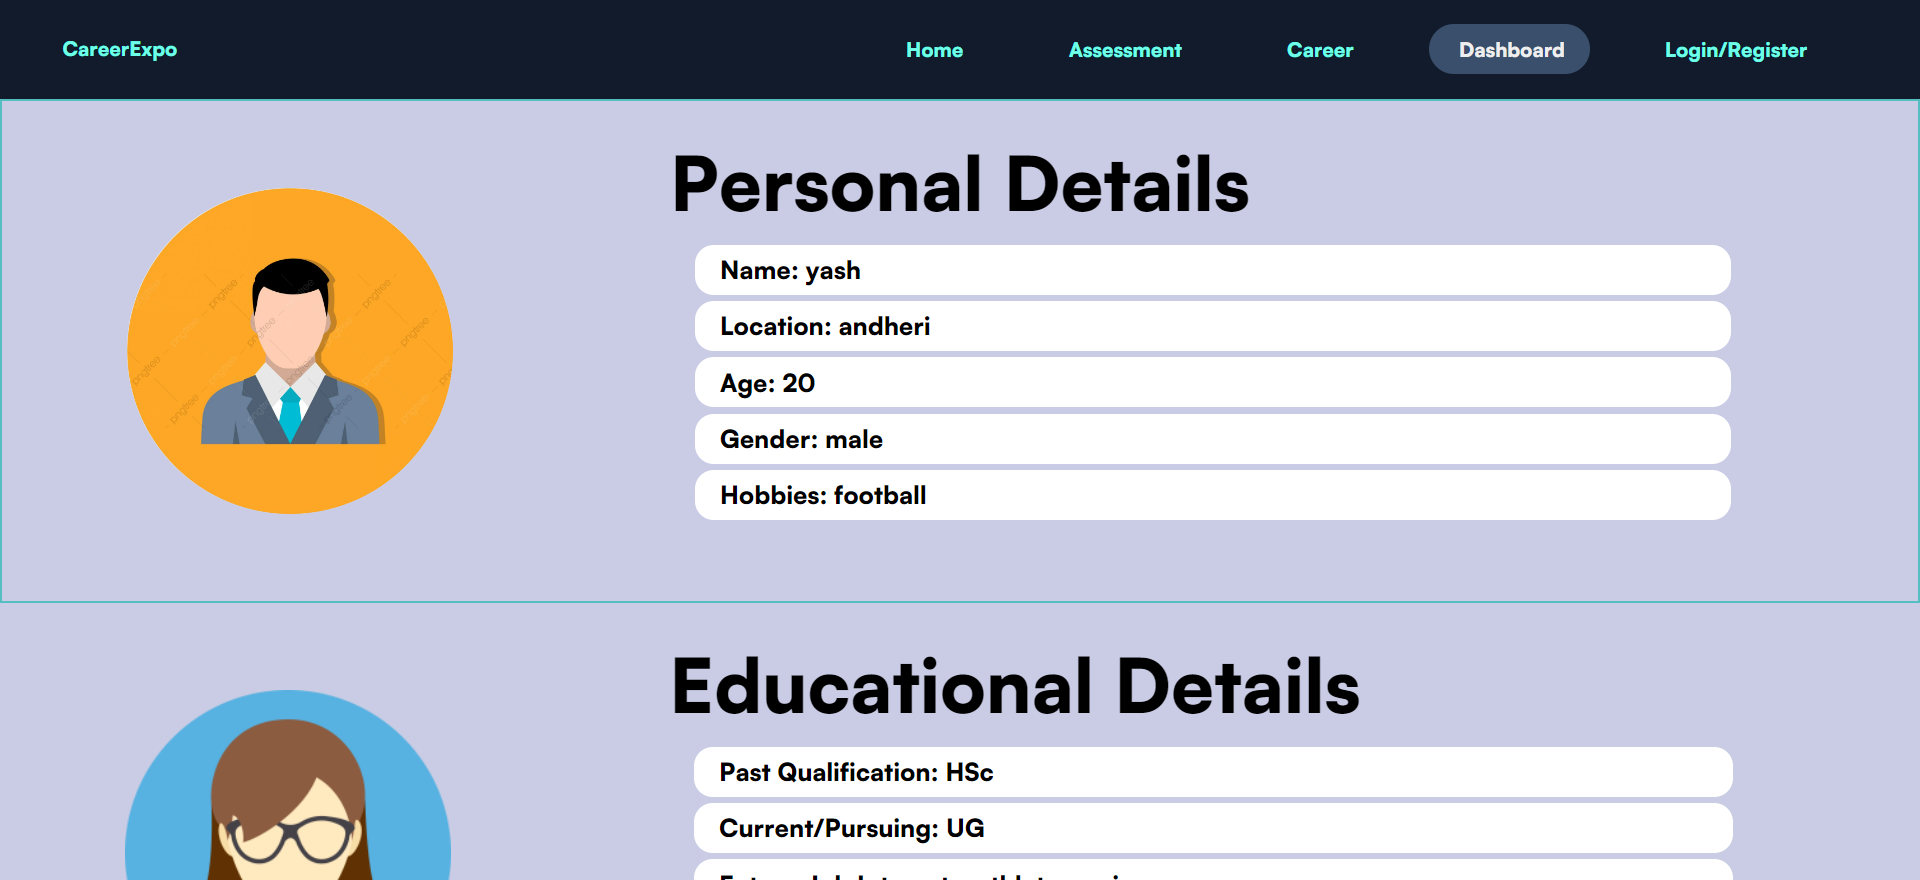 CareerExpo Home Assessment Career Dashboard Login/Register
Personal Details
Name: yash
Location: andheri
Age: 20
Gender: male
Hobbies: football
pngtree
Educational Details
Past Qualification: HSc
Current/Pursuing: UG